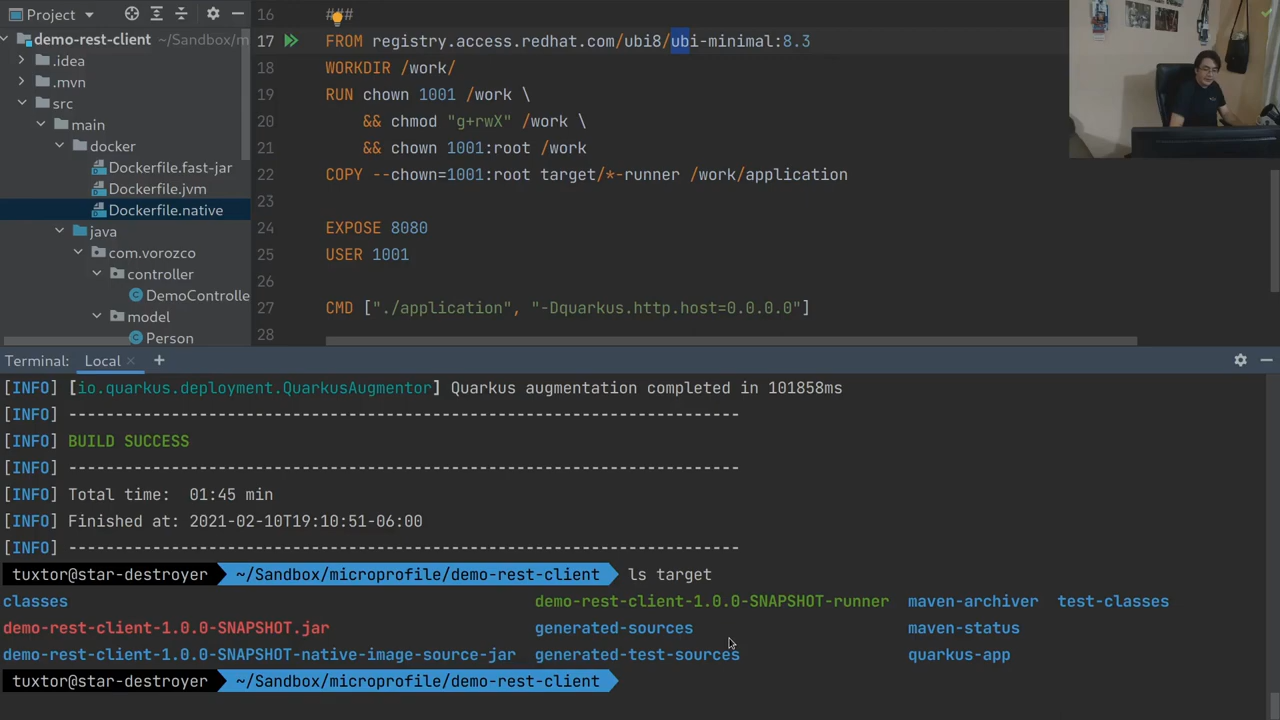 Project
demo-rest-client ~/Sandbox/m
.idea
.mvn
src
main
docker
Dockerfile.fast-jar
Dockerfile.jvm
Dockerfile.native
java
com.vorozco
controller
DemoControlle
model
Person
16 ###
17 FROM registry.access.redhat.com/ubi8/ubi-minimal:8.3
18 WORKDIR /work/
19 RUN chown 1001 /work \
20 && chmod "g+rwX" /work \
21 && chown 1001:root /work
22 COPY --chown=1001:root target/*-runner /work/application
23
24 EXPOSE 8080
25 USER 1001
26
27 CMD ["./application", "-Dquarkus.http.host=0.0.0.0"]
28
Terminal: Local × +
[INFO] [io.quarkus.deployment.QuarkusAugmentor] Quarkus augmentation completed in 101858ms
[INFO] ------------------------------------------------------------------------
[INFO] BUILD SUCCESS
[INFO] ------------------------------------------------------------------------
[INFO] Total time:  01:45 min
[INFO] Finished at: 2021-02-10T19:10:51-06:00
[INFO] ------------------------------------------------------------------------
tuxtor@star-destroyer ~/Sandbox/microprofile/demo-rest-client ls target
classes demo-rest-client-1.0.0-SNAPSHOT-runner maven-archiver test-classes
demo-rest-client-1.0.0-SNAPSHOT.jar generated-sources maven-status
demo-rest-client-1.0.0-SNAPSHOT-native-image-source-jar generated-test-sources quarkus-app
tuxtor@star-destroyer ~/Sandbox/microprofile/demo-rest-client